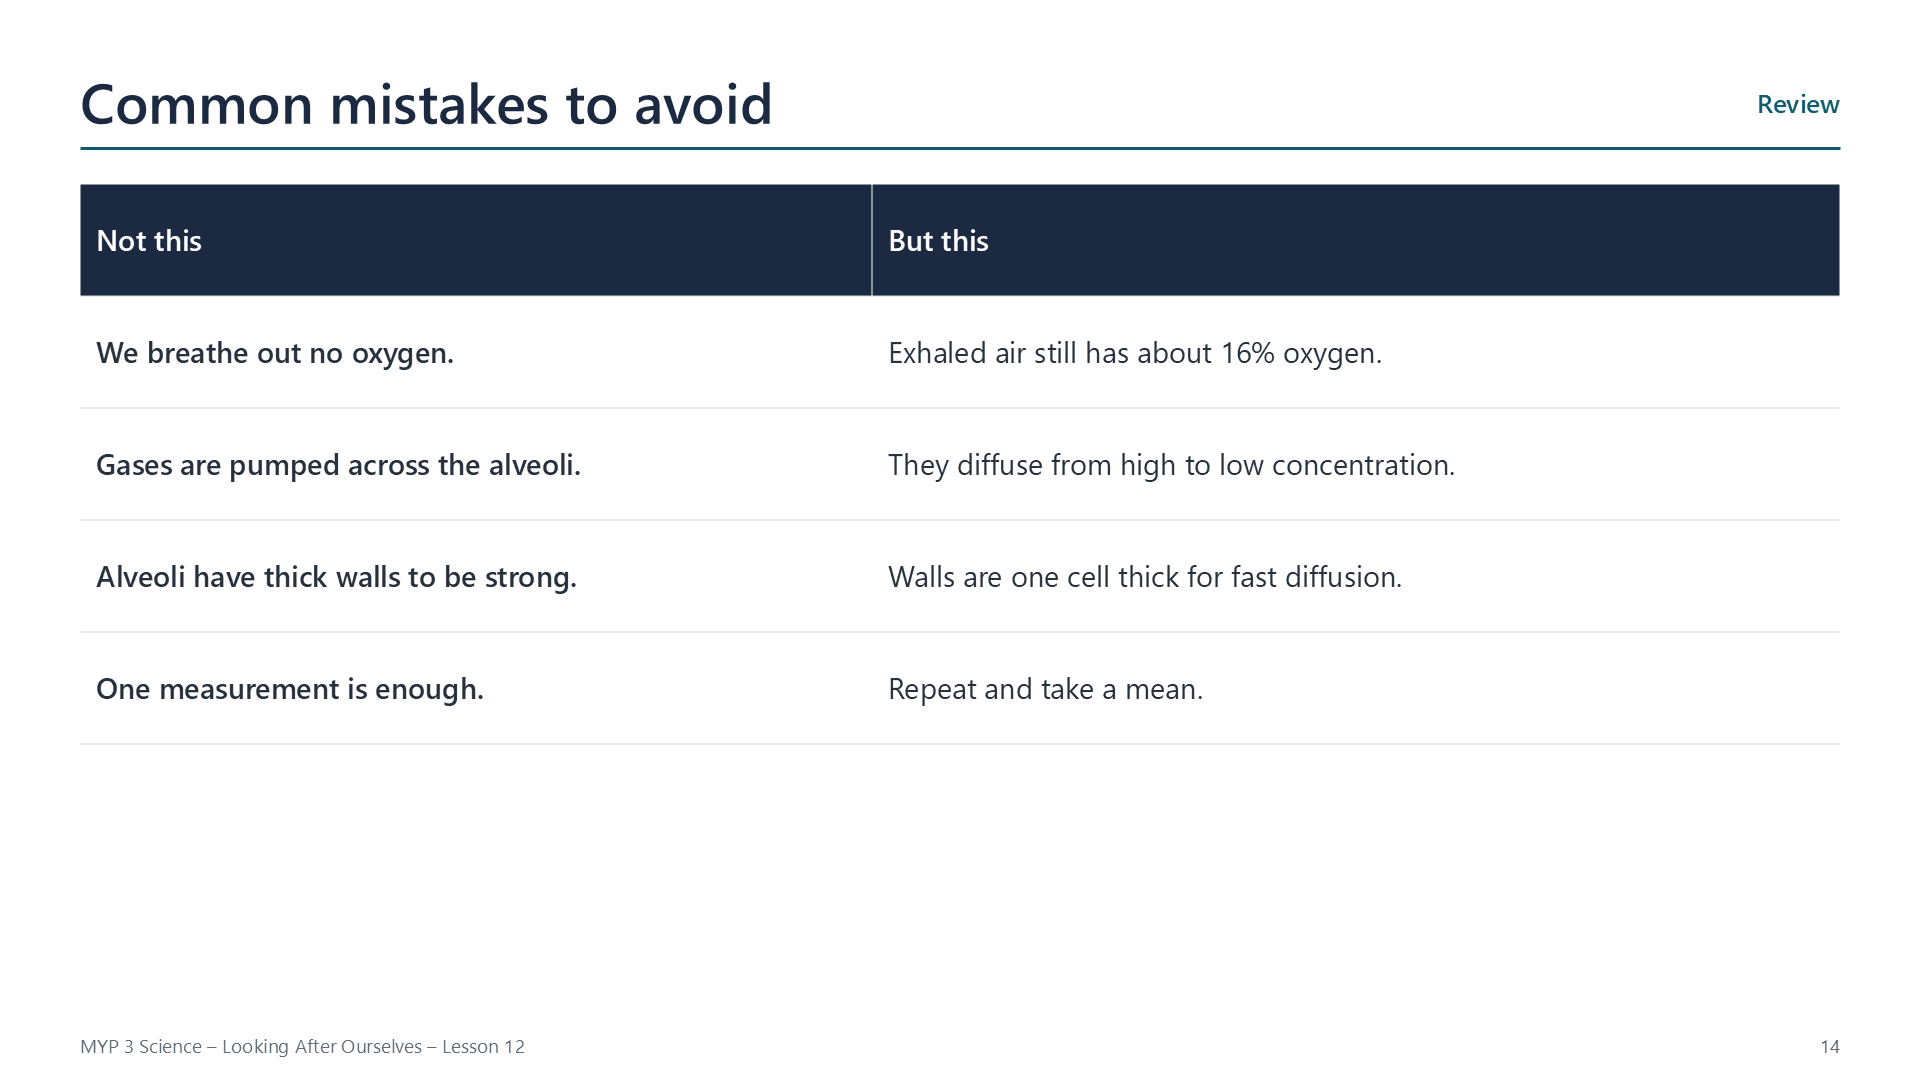 Common mistakes to avoid
Review
Not this
But this
We breathe out no oxygen.
Exhaled air still has about 16% oxygen.
Gases are pumped across the alveoli.
They diffuse from high to low concentration.
Alveoli have thick walls to be strong.
Walls are one cell thick for fast diffusion.
One measurement is enough.
Repeat and take a mean.
MYP 3 Science – Looking After Ourselves – Lesson 12
14